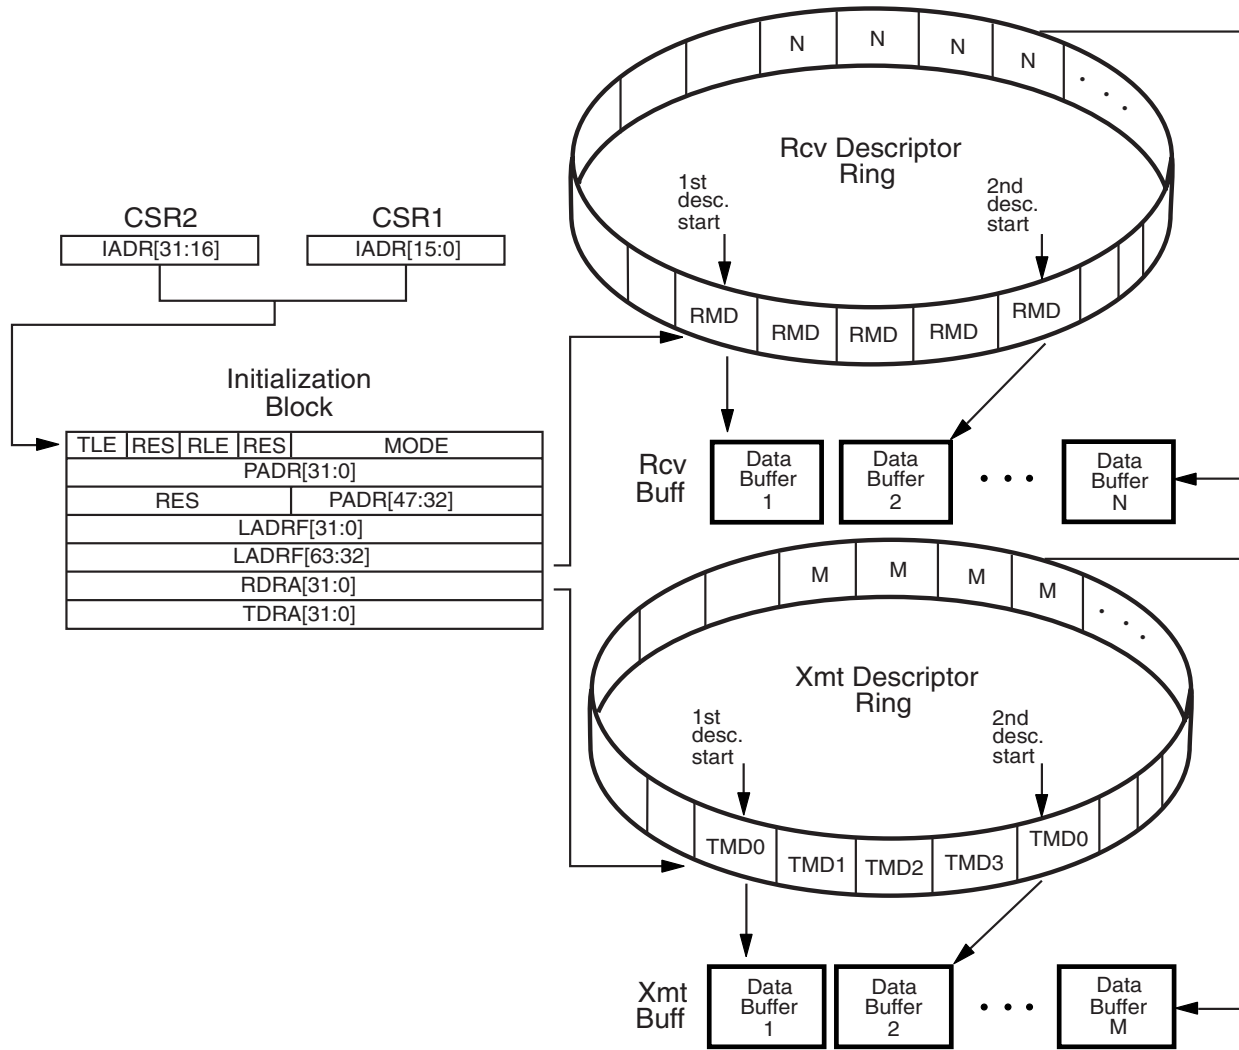 N N N N
. . .
Rcv Descriptor
Ring
1st
desc.
start
2nd
desc.
start
RMD RMD RMD RMD RMD
CSR2 CSR1
IADR[31:16] IADR[15:0]
Initialization
Block
TLE RES RLE RES MODE
PADR[31:0]
RES PADR[47:32]
LADRF[31:0]
LADRF[63:32]
RDRA[31:0]
TDRA[31:0]
Rcv
Buff
Data
Buffer
1
Data
Buffer
2
• • •
Data
Buffer
N
M M M M
. . .
Xmt Descriptor
Ring
1st
desc.
start
2nd
desc.
start
TMD0 TMD1 TMD2 TMD3 TMD0
Xmt
Buff
Data
Buffer
1
Data
Buffer
2
• • •
Data
Buffer
M